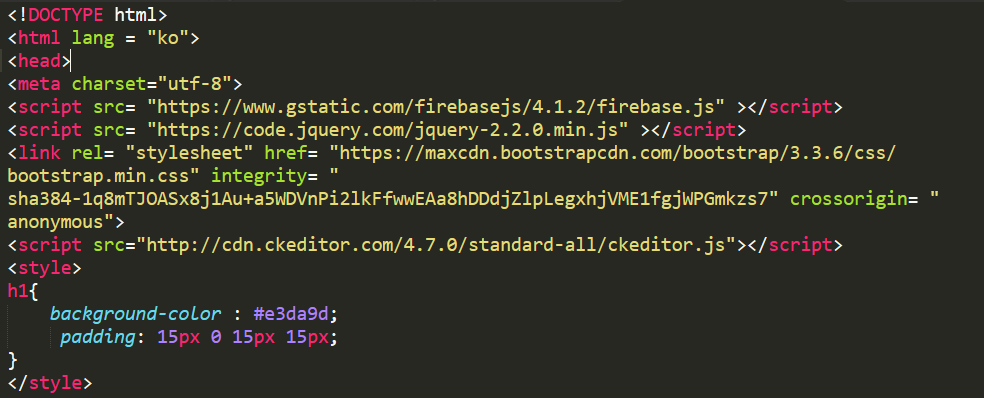 <!DOCTYPE html>
<html lang = "ko">
<head>
<meta charset="utf-8">
<script src= "https://www.gstatic.com/firebasejs/4.1.2/firebase.js" ></script>
<script src= "https://code.jquery.com/jquery-2.2.0.min.js" ></script>
<link rel= "stylesheet" href= "https://maxcdn.bootstrapcdn.com/bootstrap/3.3.6/css/
bootstrap.min.css" integrity= "
sha384-1q8mTJOASx8j1Au+a5WDVnPi2lkFfwwEAa8hDDdjZlpLegxhjVME1fgjWPGmkzs7" crossorigin= "
anonymous">
<script src="http://cdn.ckeditor.com/4.7.0/standard-all/ckeditor.js"></script>
<style>
h1{
    background-color : #e3da9d;
     padding: 15px 0 15px 15px;
}
</style>